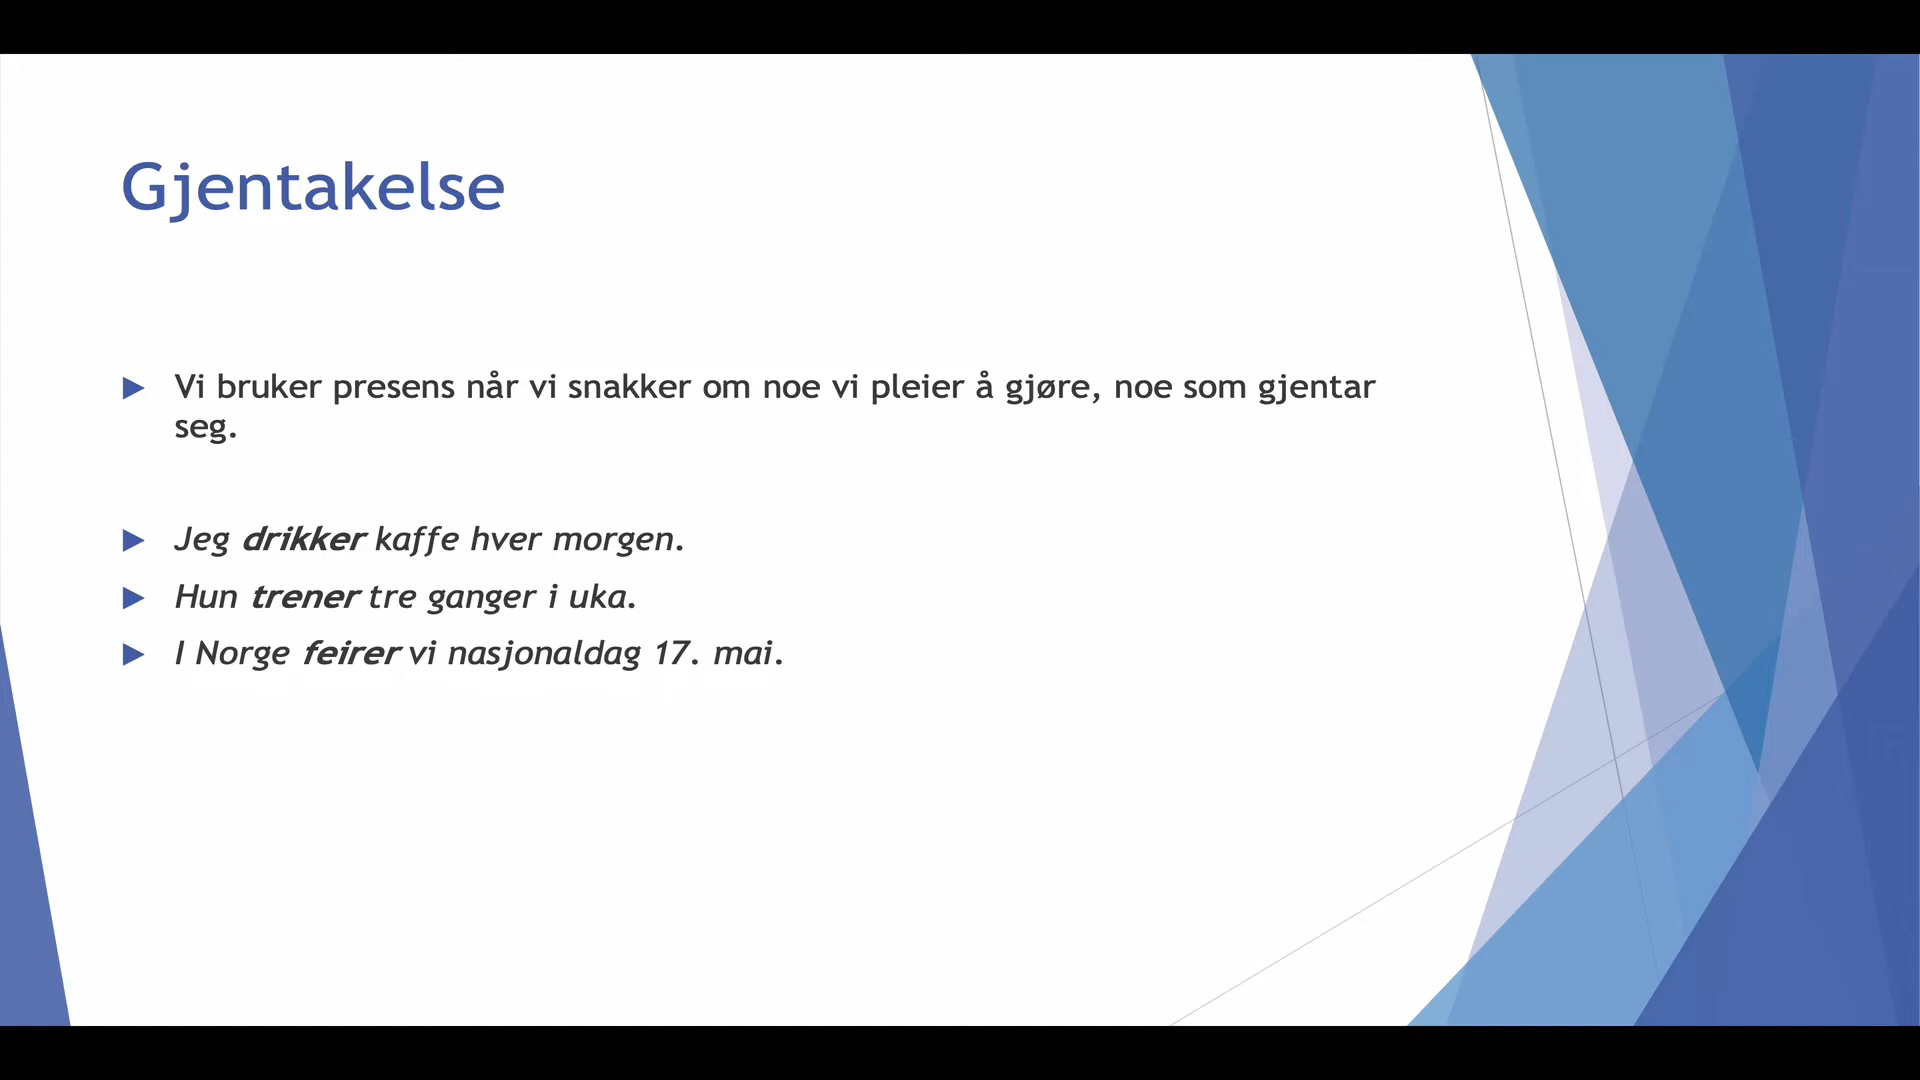 Gjentakelse
Vi bruker presens når vi snakker om noe vi pleier å gjøre, noe som gjentar
seg.
Jeg drikker kaffe hver morgen.
Hun trener tre ganger i uka.
I Norge feirer vi nasjonaldag 17. mai.